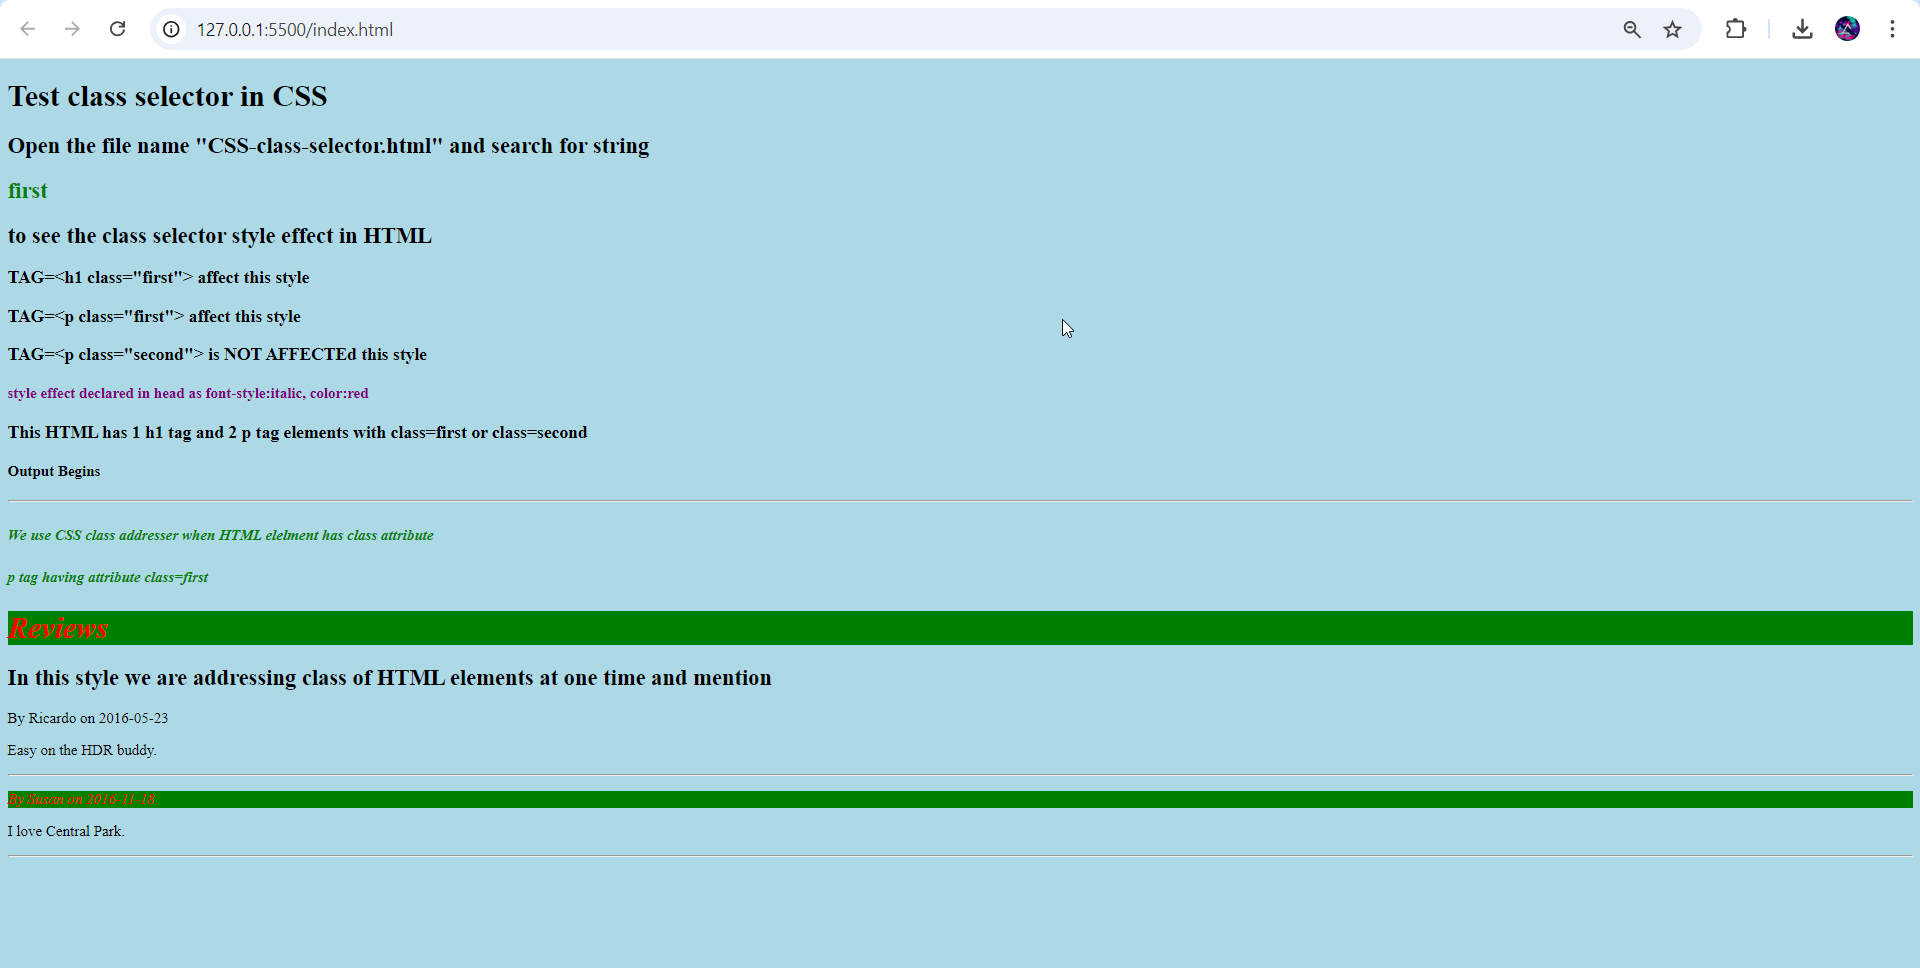 127.0.0.1:5500/index.html
Test class selector in CSS
Open the file name "CSS-class-selector.html" and search for string
first
to see the class selector style effect in HTML
TAG=<h1 class="first"> affect this style
TAG=<p class="first"> affect this style
TAG=<p class="second"> is NOT AFFECTEd this style
style effect declared in head as font-style:italic, color:red
This HTML has 1 h1 tag and 2 p tag elements with class=first or class=second
Output Begins
We use CSS class addresser when HTML elelment has class attribute
p tag having attribute class=first
Reviews
In this style we are addressing class of HTML elements at one time and mention
By Ricardo on 2016-05-23
Easy on the HDR buddy.
By Susan on 2016-11-18
I love Central Park.